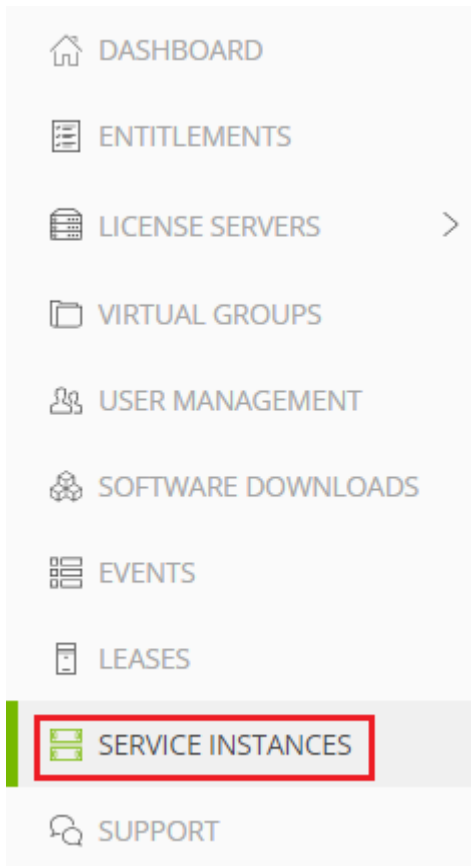 DASHBOARD
ENTITLEMENTS
LICENSE SERVERS
VIRTUAL GROUPS
USER MANAGEMENT
SOFTWARE DOWNLOADS
EVENTS
LEASES
SERVICE INSTANCES
SUPPORT